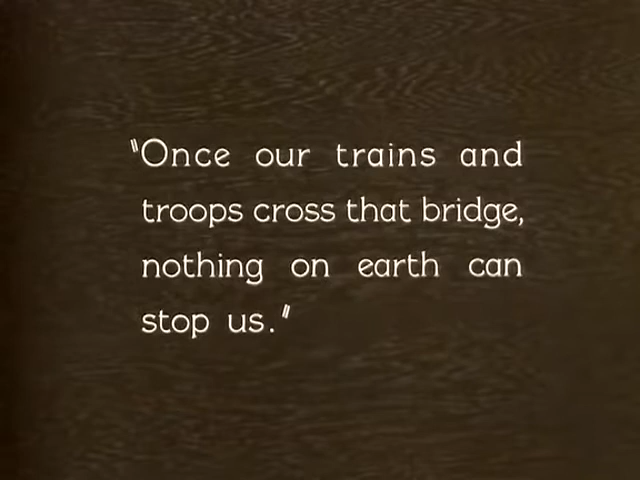 "Once our trains and
troops cross that bridge,
nothing on earth can
stop us."